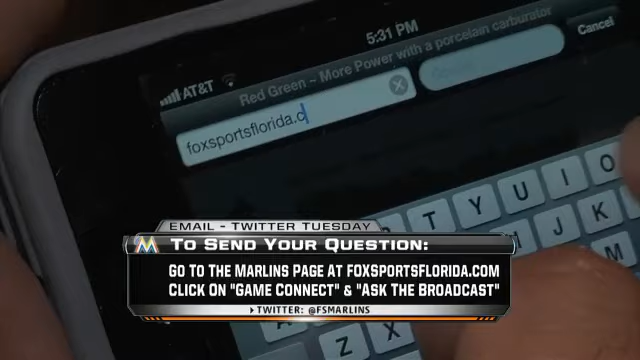 5:31 PM
AT&T
Red Green ~ More Power with a porcelain carburator
Cancel
foxsportsflorida.c
T Y U I O
J K
M
Z X
EMAIL - TWITTER TUESDAY
TO SEND YOUR QUESTION:
GO TO THE MARLINS PAGE AT FOXSPORTSFLORIDA.COM
CLICK ON "GAME CONNECT" & "ASK THE BROADCAST"
TWITTER: @FSMARLINS